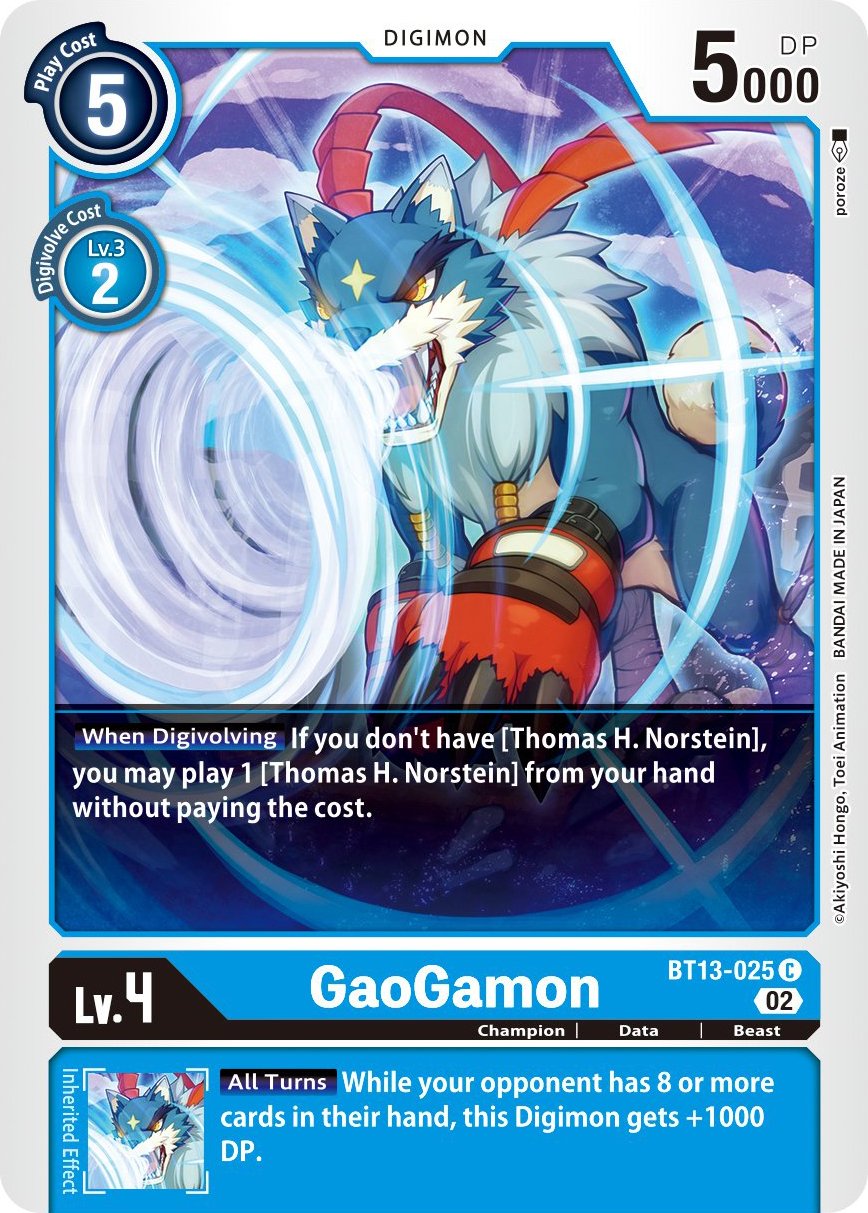 DIGIMON
Play Cost
5
DP
5000
Digivolve Cost
Lv.3
2
poroze
BANDAI MADE IN JAPAN
©Akiyoshi Hongo, Toei Animation
When Digivolving If you don't have [Thomas H. Norstein],
you may play 1 [Thomas H. Norstein] from your hand
without paying the cost.
Lv.4
GaoGamon
BT13-025 C
02
Champion | Data | Beast
Inherited Effect
All Turns While your opponent has 8 or more
cards in their hand, this Digimon gets +1000
DP.